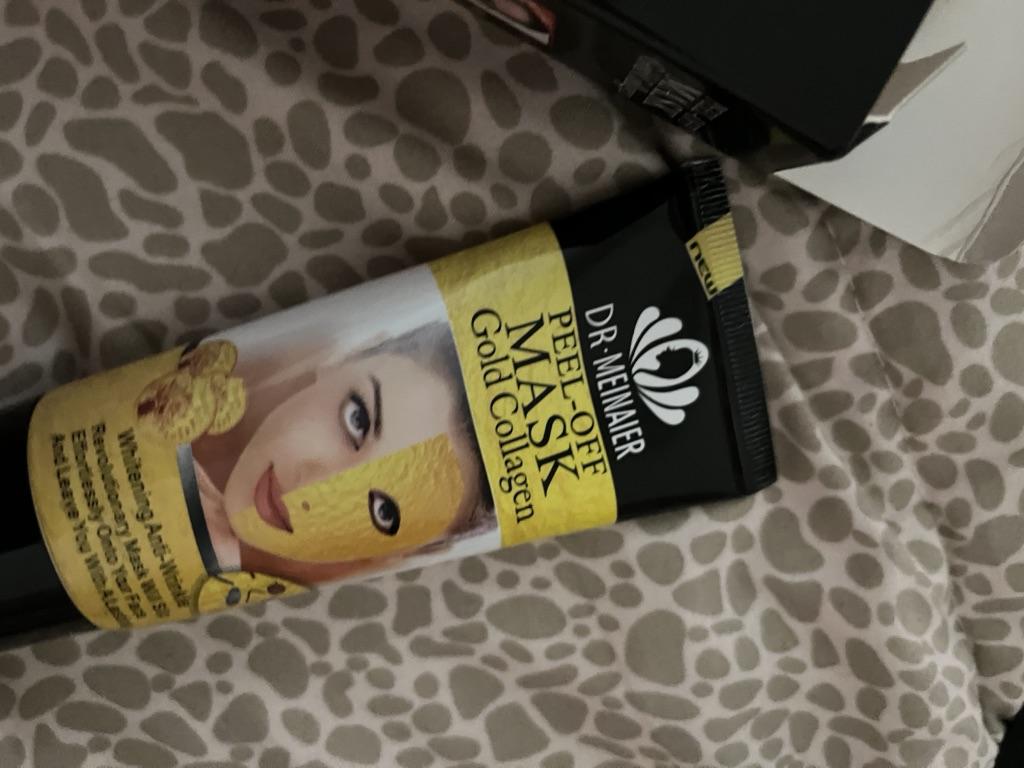 new
DR·MEINAIER
PEEL-OFF
MASK
Gold Collagen
Whitening Anti-Wrinkle
Revolutionary Mask Will
Effortlessly Onto Your Face
And Leave You With A